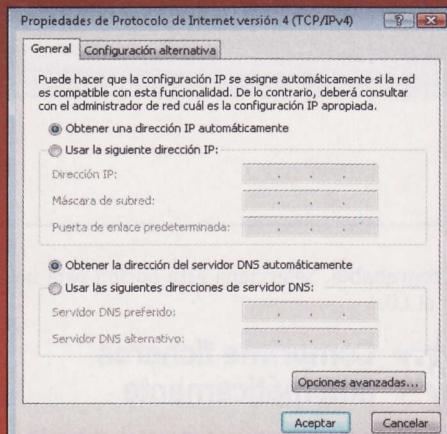 Propiedades de Protocolo de Internet versión 4 (TCP/IPv4)
General
Configuración alternativa
Puede hacer que la configuración IP se asigne automáticamente si la red
es compatible con esta funcionalidad. De lo contrario, deberá consultar
con el administrador de red cuál es la configuración IP apropiada.
Obtener una dirección IP automáticamente
Usar la siguiente dirección IP:
Dirección IP:
Máscara de subred:
Puerta de enlace predeterminada:
Obtener la dirección del servidor DNS automáticamente
Usar las siguientes direcciones de servidor DNS:
Servidor DNS preferido:
Servidor DNS alternativo:
Opciones avanzadas...
Aceptar
Cancelar